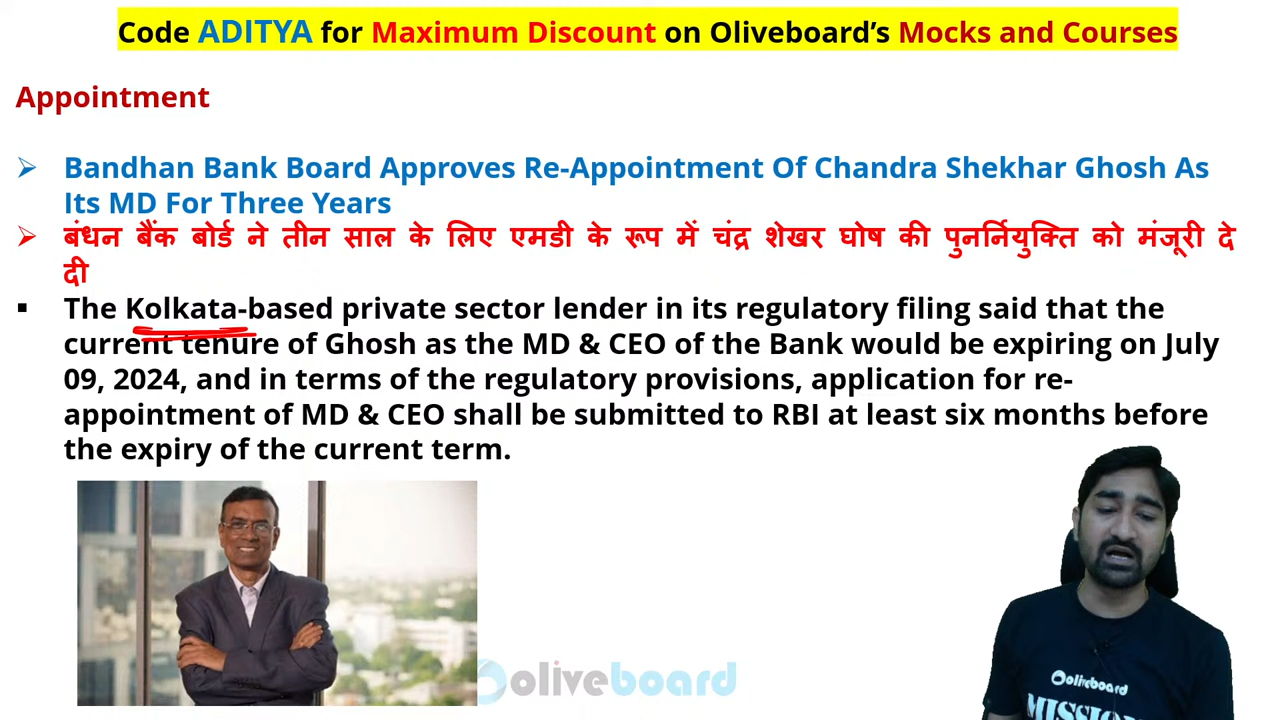 Code ADITYA for Maximum Discount on Oliveboard's Mocks and Courses
Appointment
➢ Bandhan Bank Board Approves Re-Appointment Of Chandra Shekhar Ghosh As
Its MD For Three Years
➢ बंधन बैंक बोर्ड ने तीन साल के लिए एमडी के रूप में चंद्र शेखर घोष की पुनर्नियुक्ति को मंजूरी दे
दी
▪ The Kolkata-based private sector lender in its regulatory filing said that the
current tenure of Ghosh as the MD & CEO of the Bank would be expiring on July
09, 2024, and in terms of the regulatory provisions, application for re-
appointment of MD & CEO shall be submitted to RBI at least six months before
the expiry of the current term.
oliveboard
oliveboard
MISSION